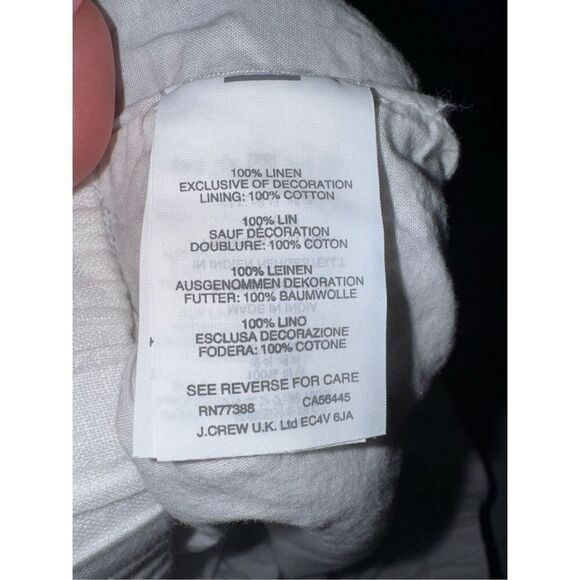 100% LINEN
EXCLUSIVE OF DECORATION
LINING: 100% COTTON
100% LIN
SAUF DÉCORATION
DOUBLURE: 100% COTON
100% LEINEN
AUSGENOMMEN DEKORATION
FUTTER: 100% BAUMWOLLE
100% LINO
ESCLUSA DECORAZIONE
FODERA: 100% COTONE
SEE REVERSE FOR CARE
RN77388 CA56445
J.CREW U.K. Ltd EC4V 6JA